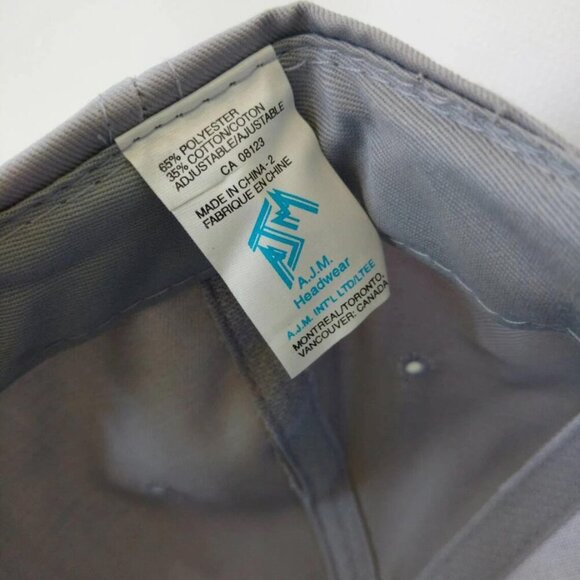 65% POLYESTER
35% COTTON/COTON
ADJUSTABLE/AJUSTABLE
CA 08123
MADE IN CHINA-2
FABRIQUE EN CHINE
AJM
A.J.M.
Headwear
A.J.M. INT'L LTD/LTEE
MONTREAL/TORONTO,
VANCOUVER: CANADA